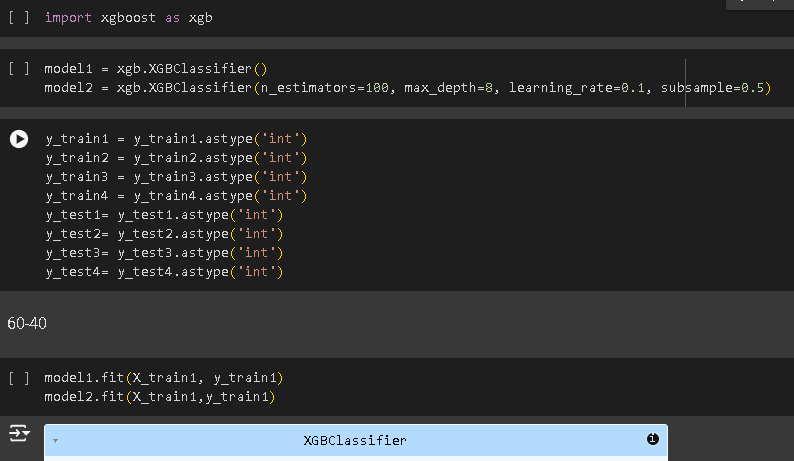 [ ] import xgboost as xgb
[ ] model1 = xgb.XGBClassifier()
model2 = xgb.XGBClassifier(n_estimators=100, max_depth=8, learning_rate=0.1, subsample=0.5)
y_train1 = y_train1.astype('int')
y_train2 = y_train2.astype('int')
y_train3 = y_train3.astype('int')
y_train4 = y_train4.astype('int')
y_test1= y_test1.astype('int')
y_test2= y_test2.astype('int')
y_test3= y_test3.astype('int')
y_test4= y_test4.astype('int')
60-40
[ ] model1.fit(X_train1, y_train1)
model2.fit(X_train1,y_train1)
XGBClassifier